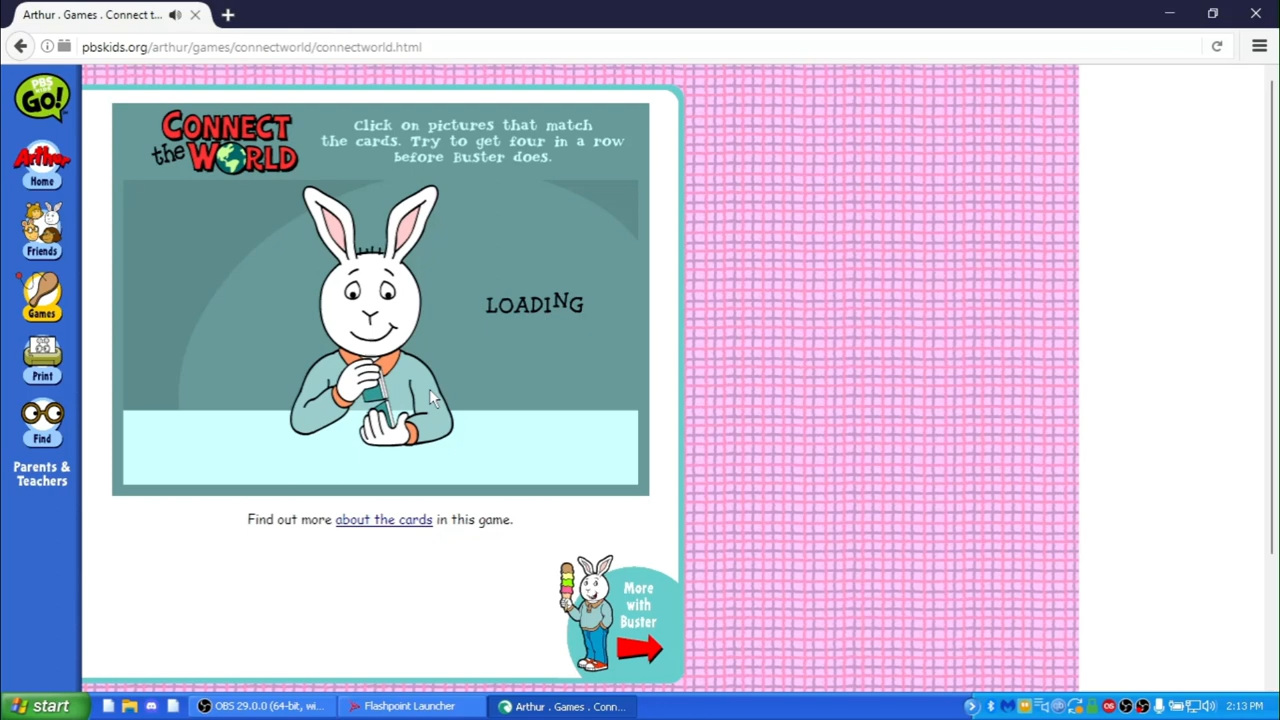 Arthur . Games . Connect t...
pbskids.org/arthur/games/connectworld/connectworld.html
PBS KIDS GO!
Arthur
Home
Friends
Games
Print
Find
Parents &
Teachers
CONNECT
the WORLD
Click on pictures that match
the cards. Try to get four in a row
before Buster does.
LOADING
Find out more about the cards in this game.
More
with
Buster
start
OBS 29.0.0 (64-bit, wi...
Flashpoint Launcher
Arthur . Games . Conn...
2:13 PM